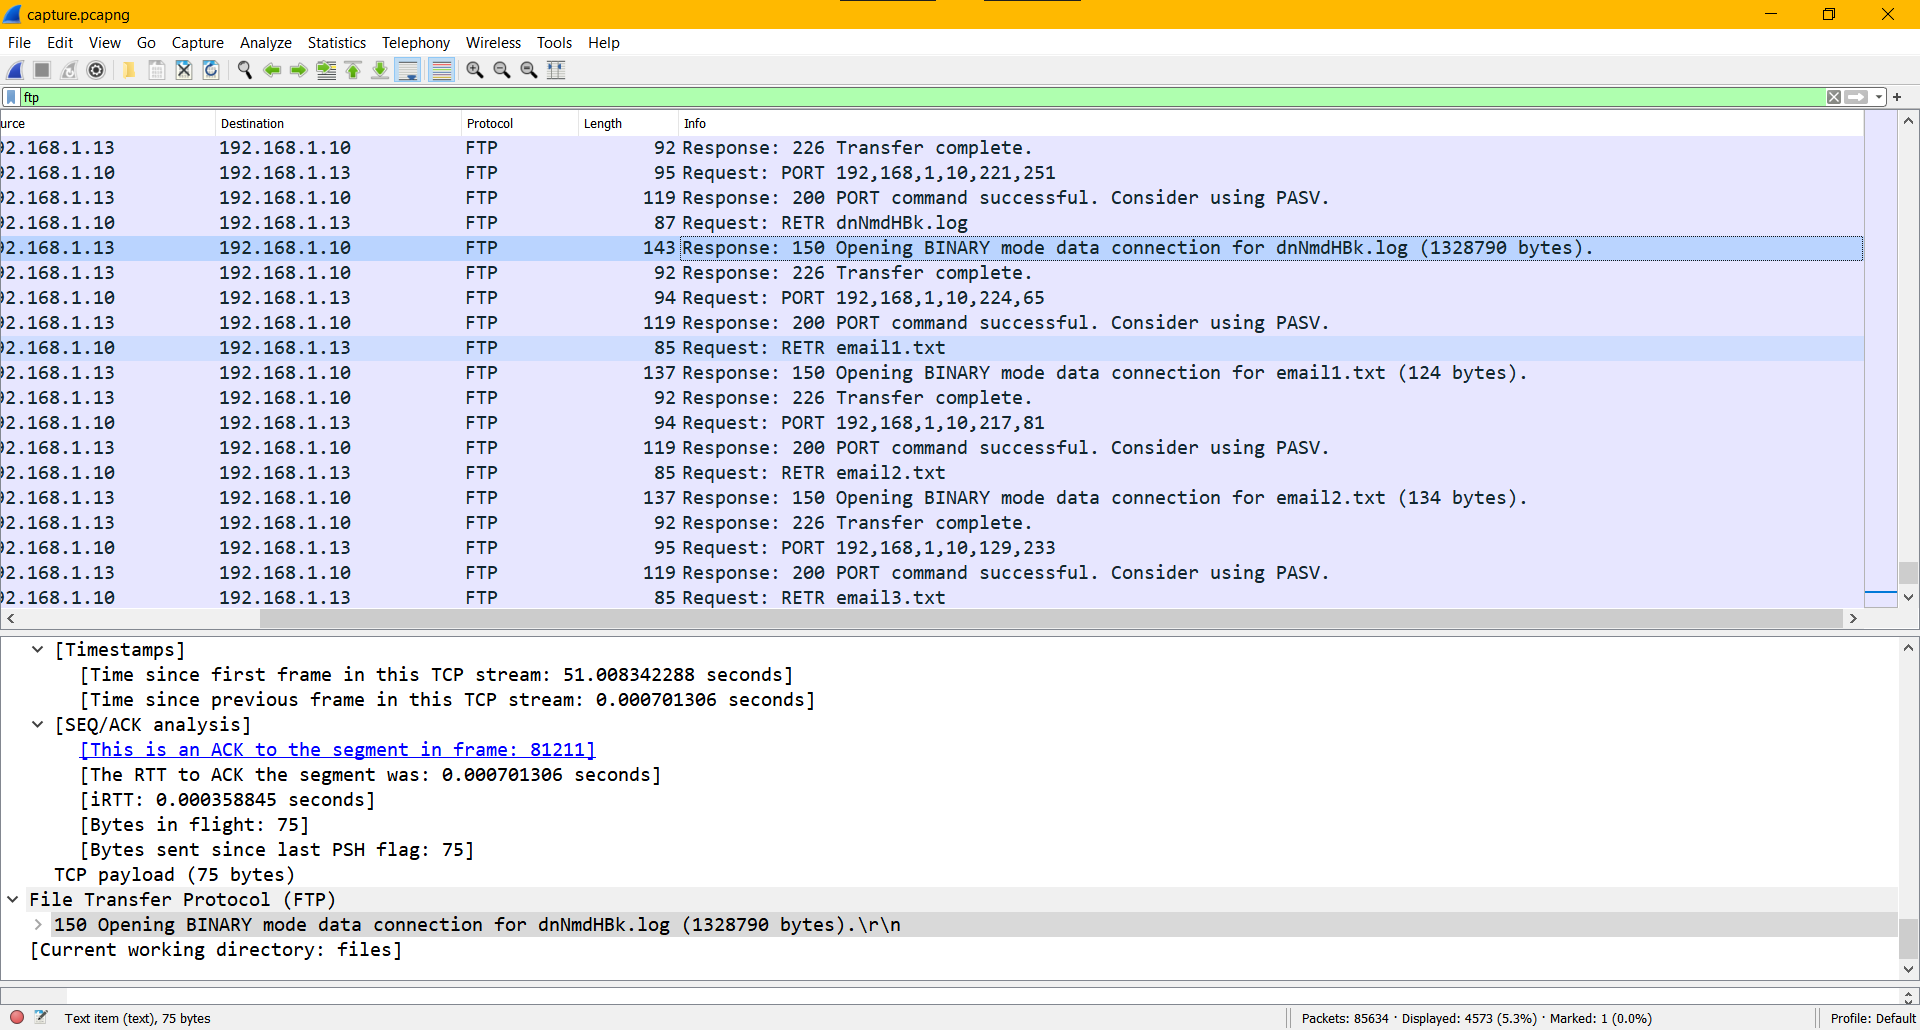 capture.pcapng
File Edit View Go Capture Analyze Statistics Telephony Wireless Tools Help
ftp
urce Destination Protocol Length Info
92.168.1.13 192.168.1.10 FTP 92 Response: 226 Transfer complete.
92.168.1.10 192.168.1.13 FTP 95 Request: PORT 192,168,1,10,221,251
92.168.1.13 192.168.1.10 FTP 119 Response: 200 PORT command successful. Consider using PASV.
92.168.1.10 192.168.1.13 FTP 87 Request: RETR dnNmdHBk.log
92.168.1.13 192.168.1.10 FTP 143 Response: 150 Opening BINARY mode data connection for dnNmdHBk.log (1328790 bytes).
92.168.1.13 192.168.1.10 FTP 92 Response: 226 Transfer complete.
92.168.1.10 192.168.1.13 FTP 94 Request: PORT 192,168,1,10,224,65
92.168.1.13 192.168.1.10 FTP 119 Response: 200 PORT command successful. Consider using PASV.
92.168.1.10 192.168.1.13 FTP 85 Request: RETR email1.txt
92.168.1.13 192.168.1.10 FTP 137 Response: 150 Opening BINARY mode data connection for email1.txt (124 bytes).
92.168.1.13 192.168.1.10 FTP 92 Response: 226 Transfer complete.
92.168.1.10 192.168.1.13 FTP 94 Request: PORT 192,168,1,10,217,81
92.168.1.13 192.168.1.10 FTP 119 Response: 200 PORT command successful. Consider using PASV.
92.168.1.10 192.168.1.13 FTP 85 Request: RETR email2.txt
92.168.1.13 192.168.1.10 FTP 137 Response: 150 Opening BINARY mode data connection for email2.txt (134 bytes).
92.168.1.13 192.168.1.10 FTP 92 Response: 226 Transfer complete.
92.168.1.10 192.168.1.13 FTP 95 Request: PORT 192,168,1,10,129,233
92.168.1.13 192.168.1.10 FTP 119 Response: 200 PORT command successful. Consider using PASV.
92.168.1.10 192.168.1.13 FTP 85 Request: RETR email3.txt
[Timestamps]
[Time since first frame in this TCP stream: 51.008342288 seconds]
[Time since previous frame in this TCP stream: 0.000701306 seconds]
[SEQ/ACK analysis]
[This is an ACK to the segment in frame: 81211]
[The RTT to ACK the segment was: 0.000701306 seconds]
[iRTT: 0.000358845 seconds]
[Bytes in flight: 75]
[Bytes sent since last PSH flag: 75]
TCP payload (75 bytes)
File Transfer Protocol (FTP)
150 Opening BINARY mode data connection for dnNmdHBk.log (1328790 bytes).\r\n
[Current working directory: files]
Text item (text), 75 bytes Packets: 85634 · Displayed: 4573 (5.3%) · Marked: 1 (0.0%) Profile: Default